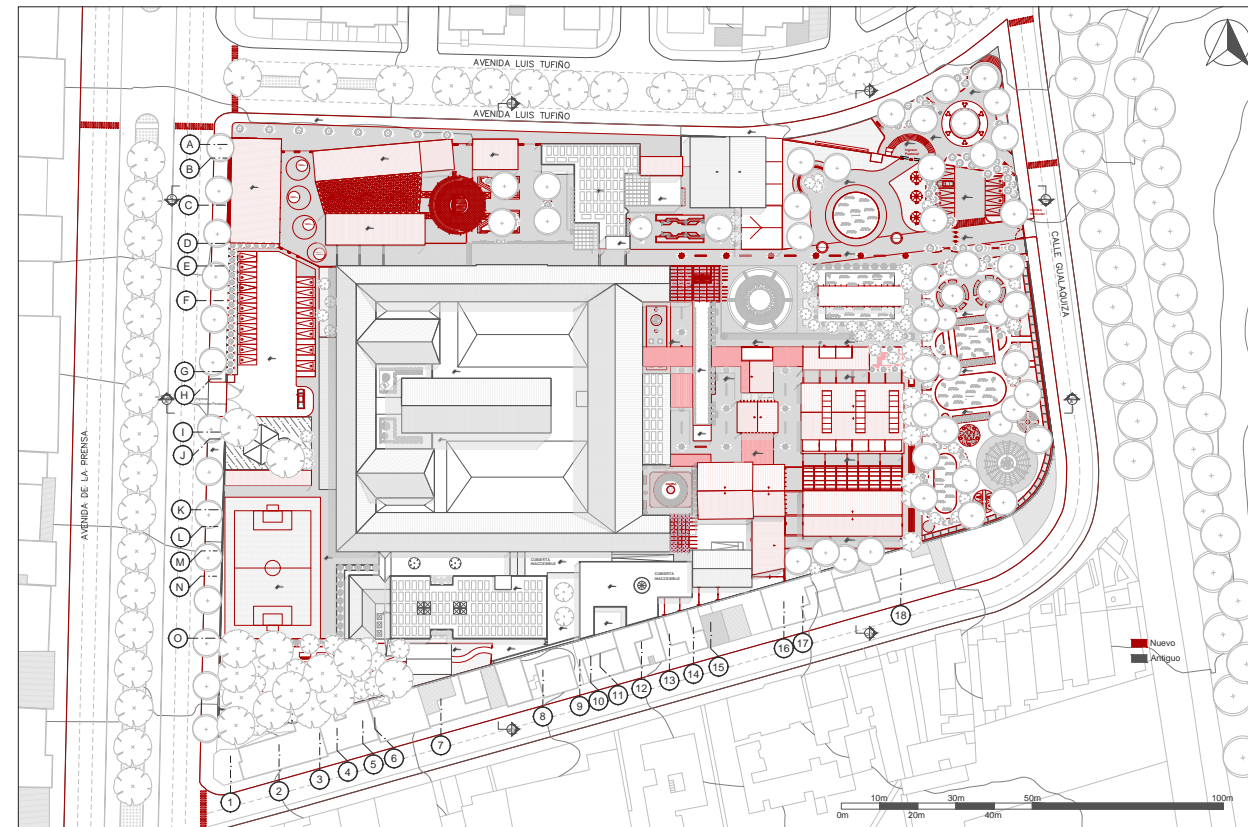 AVENIDA LUIS TUFIÑO
AVENIDA LUIS TUFIÑO
A
B
C
D
E
F
G
H
I
J
K
L
M
N
O
AVENIDA DE LA PRENSA
CALLE GUALAQUIZA
CUBIERTA
INACCESIBLE
CUBIERTA
INACCESIBLE
1
2
3
4
5
6
7
8
9
10
11
12
13
14
15
16
17
18
Nuevo
Antiguo
10m
30m
50m
100m
0m
20m
40m